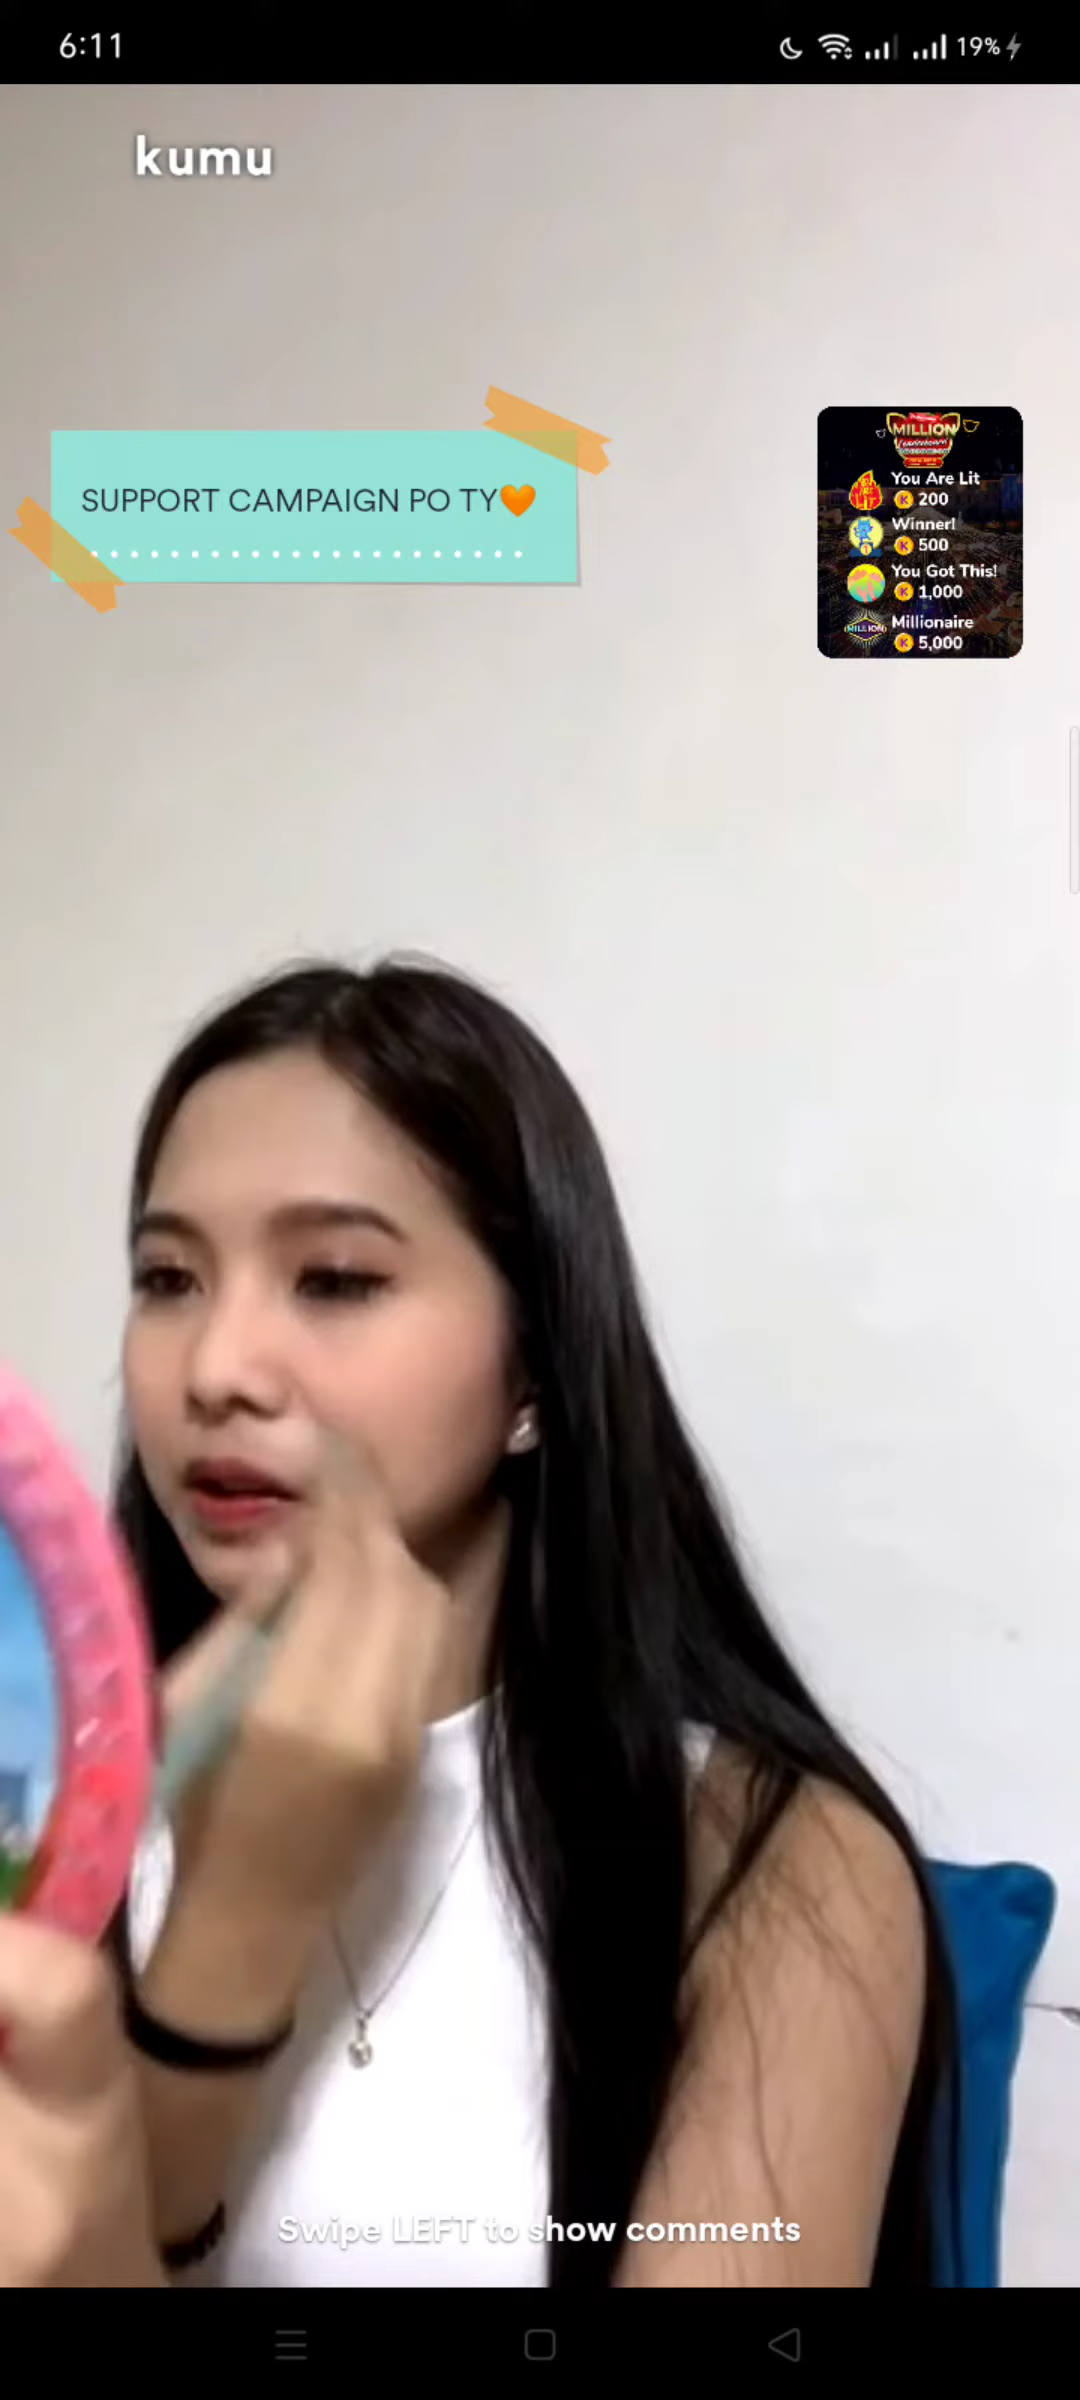 6:11
19%
kumu
SUPPORT CAMPAIGN PO TY🧡
MILLION
You Are Lit
K 200
Winner!
K 500
You Got This!
K 1,000
MILLION
Millionaire
K 5,000
Swipe LEFT to show comments